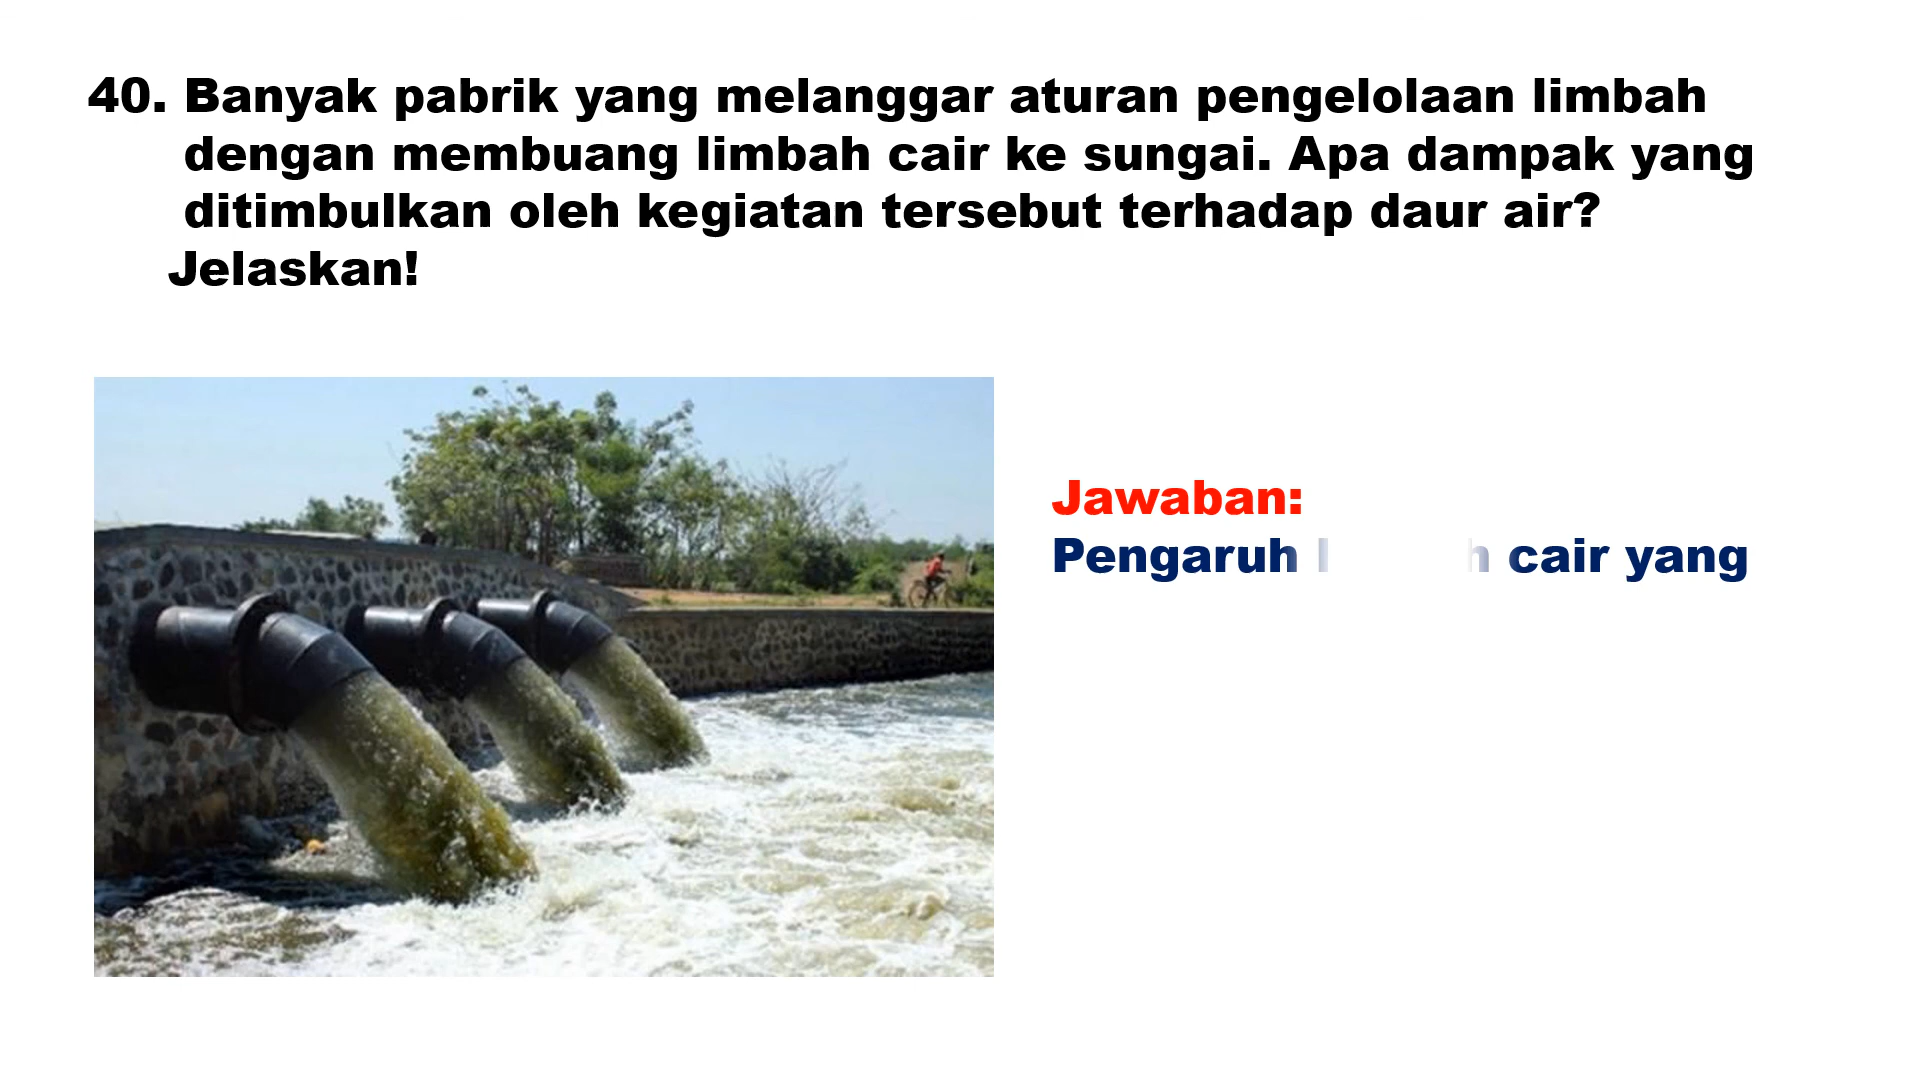 40. Banyak pabrik yang melanggar aturan pengelolaan limbah
dengan membuang limbah cair ke sungai. Apa dampak yang
ditimbulkan oleh kegiatan tersebut terhadap daur air?
Jelaskan!
Jawaban:
Pengaruh cair yang